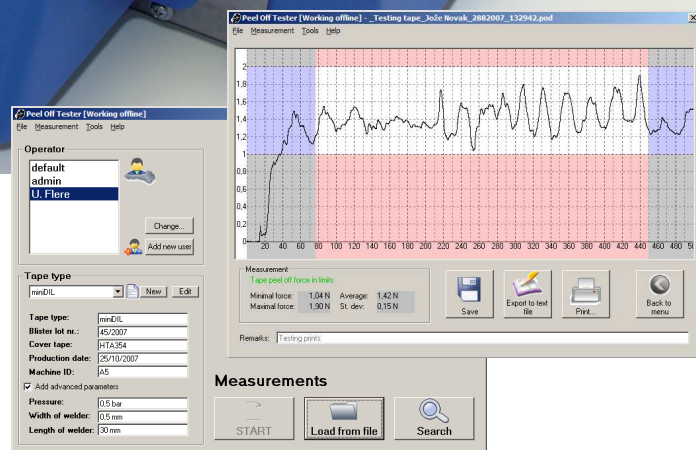 Peel Off Tester [Working offline] - _Testing tape_Jože Novak_2882007_132942.pod
File Measurement Tools Help
2
1,8
1,6
1,4
1,2
1
0,8
0,6
0,4
0,2
0
20 40 60 80 100 120 140 160 180 200 220 240 260 280 300 320 340 360 380 400 420 440 460 480
Measurement
Tape peel off force in limits
Minimal force: 1,04 N Average: 1,42 N
Maximal force: 1,90 N St. dev: 0,15 N
Save
Export to text
file
Print...
Back to
menu
Remarks: Testing prints
Peel Off Tester [Working offline]
File Measurement Tools Help
Operator
default
admin
U. Flere
Change...
Add new user
Tape type
miniDIL New Edit
Tape type: miniDIL
Blister lot nr.: 45/2007
Cover tape: HTA354
Production date: 25/10/2007
Machine ID: A5
Add advanced parameters
Pressure: 0,5 bar
Width of welder: 0,5 mm
Length of welder: 30 mm
Measurements
START
Load from file
Search